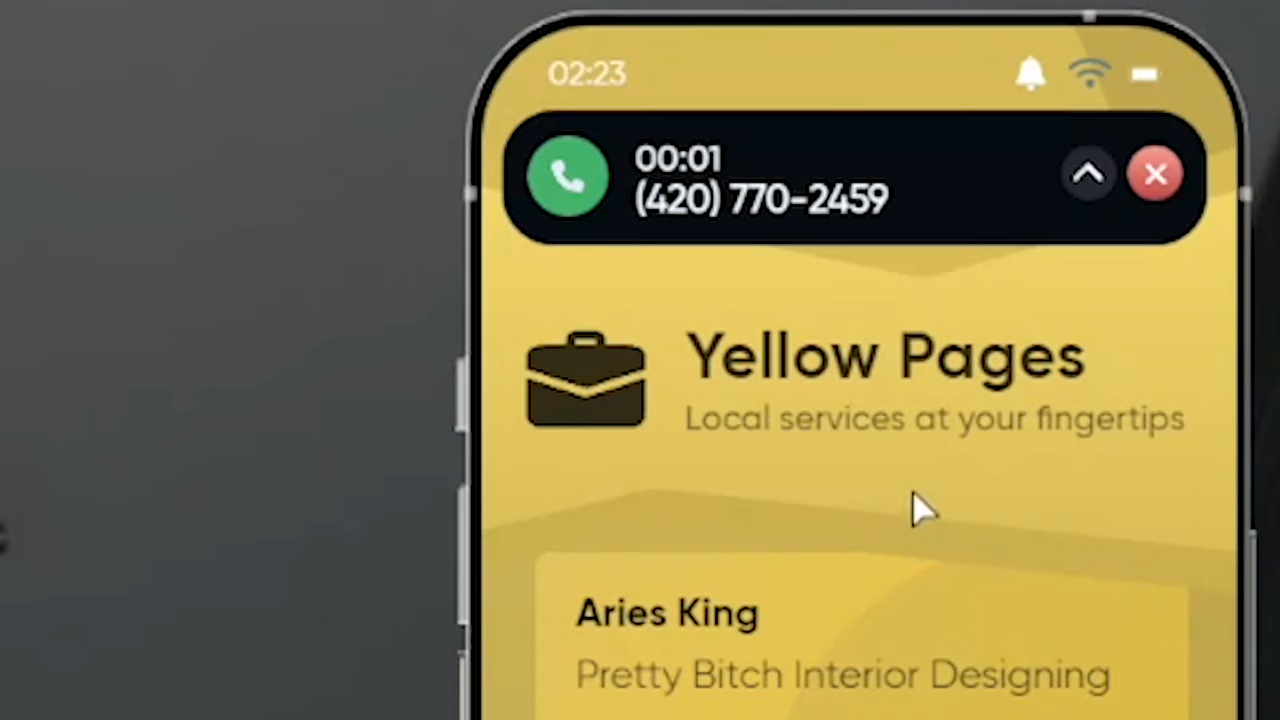 02:23
00:01
(420) 770-2459
Yellow Pages
Local services at your fingertips
Aries King
Pretty Bitch Interior Designing